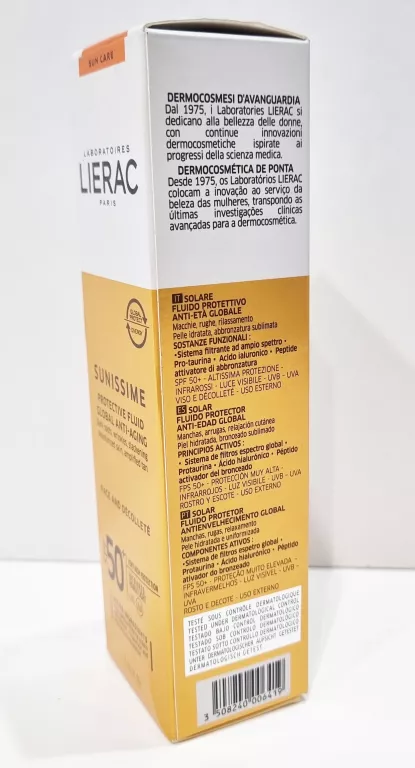 SUN CARE
LABORATOIRES
LIERAC
PARIS
SUNISSIME
PROTECTIVE FLUID
GLOBAL ANTI-AGING
FACE AND DÉCOLLETÉ
50+
DERMOCOSMESI D'AVANGUARDIA
Dal 1975, i Laboratories LIERAC si
dedicano alla bellezza delle donne,
con continue innovazioni
dermocosmetiche ispirate ai
progressi della scienza medica.
DERMOCOSMÉTICA DE PONTA
Desde 1975, os Laboratórios LIERAC
colocam a inovação ao serviço da
beleza das mulheres, transpondo as
últimas investigações clínicas
avançadas para a dermocosmética.
IT SOLARE
FLUIDO PROTETTIVO
ANTI-ETÀ GLOBALE
Macchie, rughe, rilassamento
Pelle idratata, abbronzatura sublimata
SOSTANZE FUNZIONALI :
•Sistema filtrante ad ampio spettro •
Pro-taurina • Acido ialuronico • Peptide
attivatore di abbronzatura
SPF 50+ - ALTISSIMA PROTEZIONE -
INFRAROSSI - LUCE VISIBILE - UVB - UVA
VISO E DÉCOLLETÉ - USO ESTERNO
ES SOLAR
FLUIDO PROTECTOR
ANTI-EDAD GLOBAL
Manchas, arrugas, relajación cutánea
Piel hidratada, bronceado sublimado
PRINCIPIOS ACTIVOS :
• Sistema de filtros espectro global •
Protaurina • Ácido hialurónico • Péptido
activador del bronceado
FPS 50+ - PROTECCIÓN MUY ALTA -
INFRARROJOS - LUZ VISIBLE - UVB - UVA
ROSTRO Y ESCOTE - USO EXTERNO
PT SOLAR
FLUIDO PROTETOR
ANTIENVELHECIMENTO GLOBAL
Manchas, rugas, relaxamento
Pele hidratada e uniformizada
COMPONENTES ATIVOS :
•Sistema de filtros espetro global •
Protaurina • Ácido hialurónico • Péptido
ativador do bronzeado
FPS 50+ - PROTEÇÃO MUITO ELEVADA -
INFRAVERMELHOS - LUZ VISÍVEL - UVB -
UVA
ROSTO E DECOTE - USO EXTERNO
TESTÉ SOUS CONTRÔLE DERMATOLOGIQUE
TESTED UNDER DERMATOLOGICAL CONTROL
TESTADO BAJO CONTROL DERMATOLÓGICO
TESTADO SOB CONTROLO DERMATOLÓGICO
TESTATO SOTTO CONTROLLO DERMATOLOGICO
UNTER DERMATOLOGISCHER AUFSICHT GETESTET
DERMATOLOGISCH GETEST
3 508240 006419